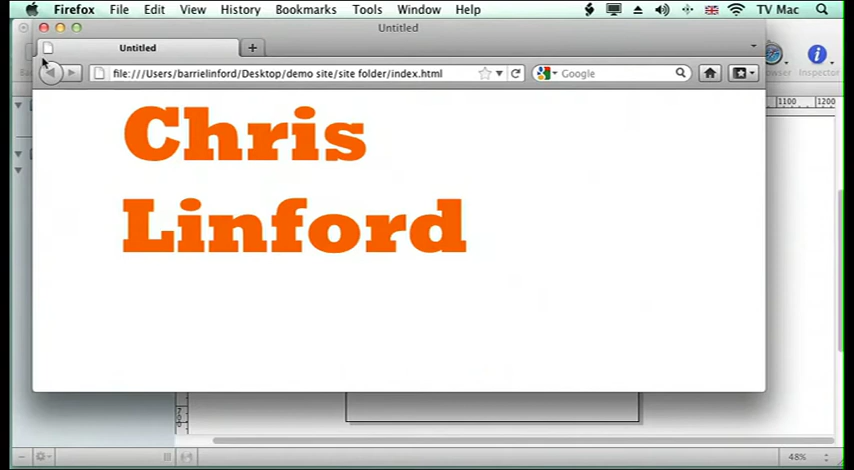 Firefox File Edit View History Bookmarks Tools Window Help TV Mac
Untitled
Untitled
file:///Users/barrielinford/Desktop/demo site/site folder/index.html
Google
Inspector
1100 1200
Chris
Linford
48%